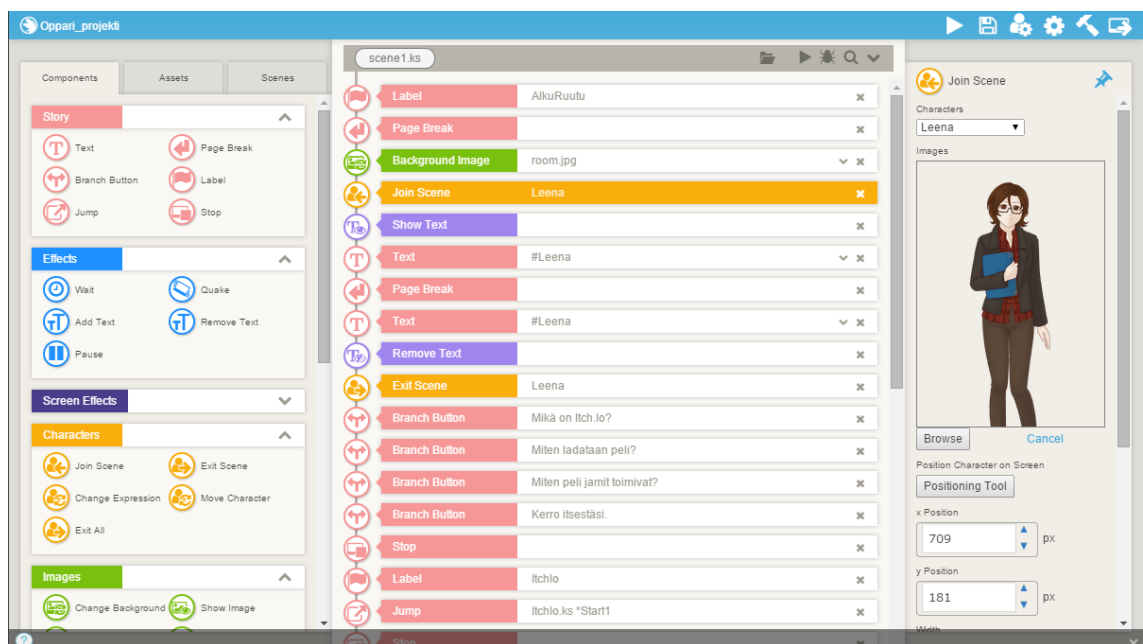 Oppari_projekti
Components Assets Scenes
Story
Text Page Break
Branch Button Label
Jump Stop
Effects
Wait Quake
Add Text Remove Text
Pause
Screen Effects
Characters
Join Scene Exit Scene
Change Expression Move Character
Exit All
Images
Change Background Show Image
scene1.ks
Label AlkuRuutu
Page Break
Background Image room.jpg
Join Scene Leena
Show Text
Text #Leena
Page Break
Text #Leena
Remove Text
Exit Scene Leena
Branch Button Mikä on Itch.Io?
Branch Button Miten ladataan peli?
Branch Button Miten peli jamit toimivat?
Branch Button Kerro itsestäsi.
Stop
Label ItchIo
Jump ItchIo.ks *Start1
Stop
Join Scene
Characters
Leena
Images
Browse Cancel
Position Character on Screen
Positioning Tool
x Position
709 px
y Position
181 px
Width